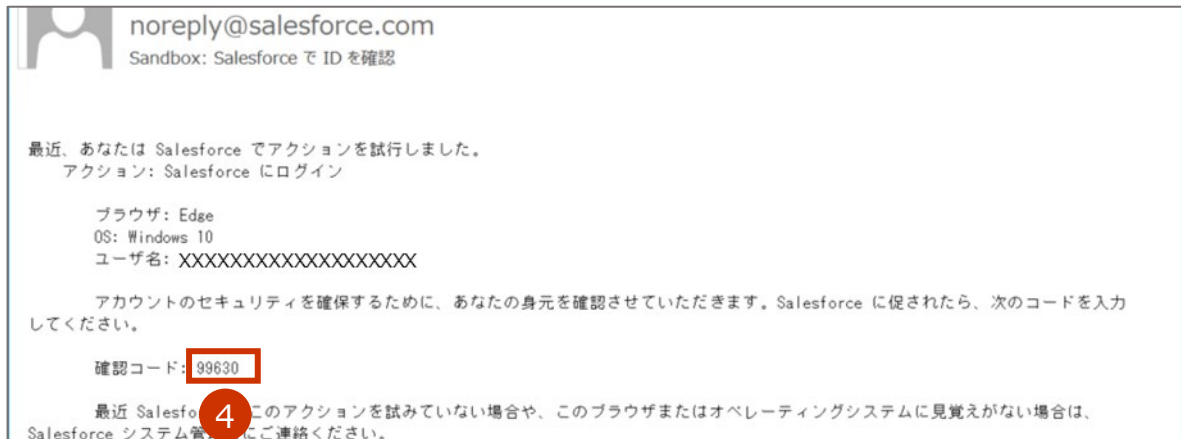 noreply@salesforce.com
Sandbox: Salesforce で ID を確認
最近、あなたは Salesforce でアクションを試行しました。
アクション: Salesforce にログイン
ブラウザ: Edge
OS: Windows 10
ユーザ名: XXXXXXXXXXXXXXXXXXX
アカウントのセキュリティを確保するために、あなたの身元を確認させていただきます。Salesforce に促されたら、次のコードを入力
してください。
確認コード: 99630
4
最近 Salesfo このアクションを試みていない場合や、このブラウザまたはオペレーティングシステムに見覚えがない場合は、
Salesforce システム管 にご連絡ください。